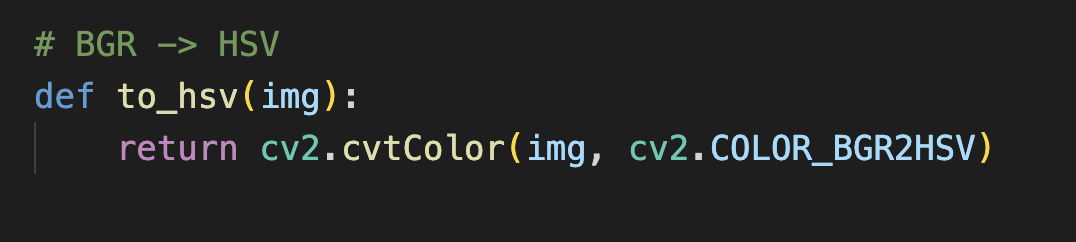 # BGR -> HSV
def to_hsv(img):
    return cv2.cvtColor(img, cv2.COLOR_BGR2HSV)